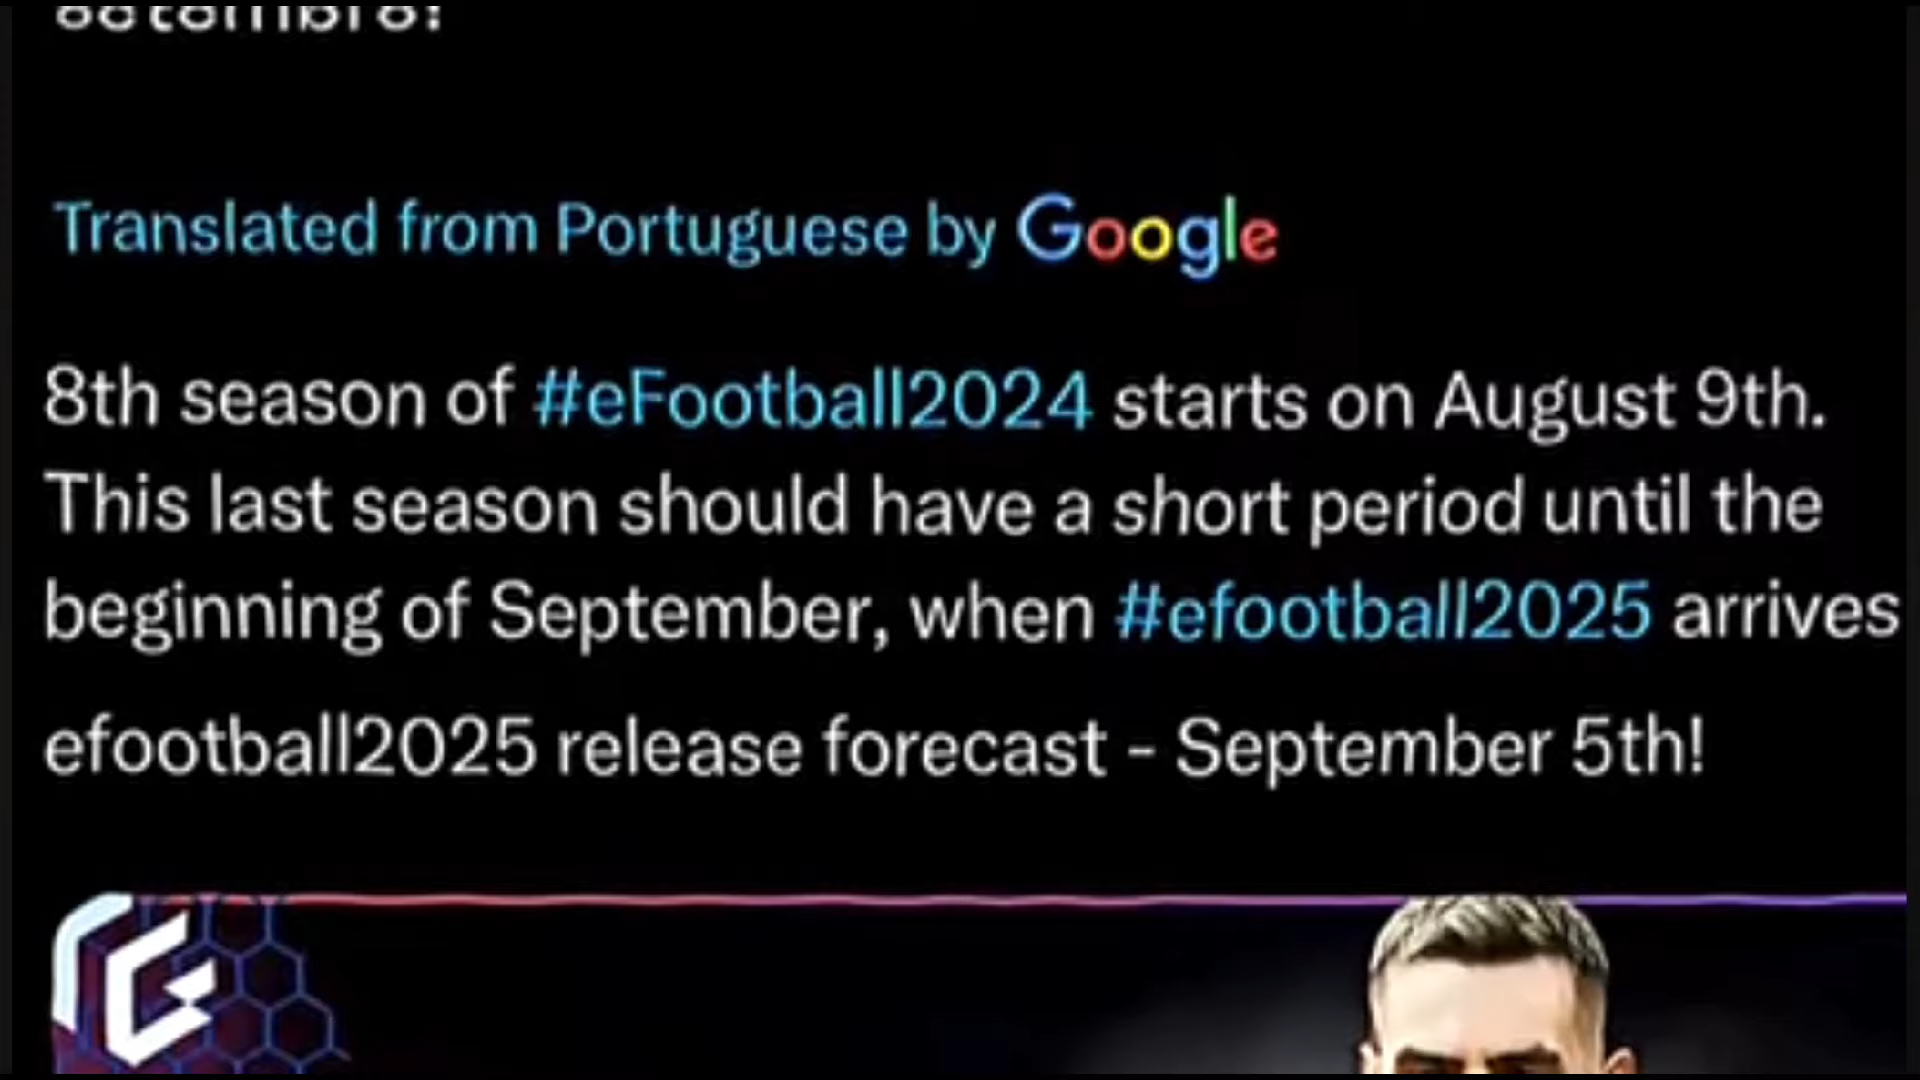 Translated from Portuguese by Google
8th season of #eFootball2024 starts on August 9th.
This last season should have a short period until the
beginning of September, when #efootball2025 arrives
efootball2025 release forecast - September 5th!